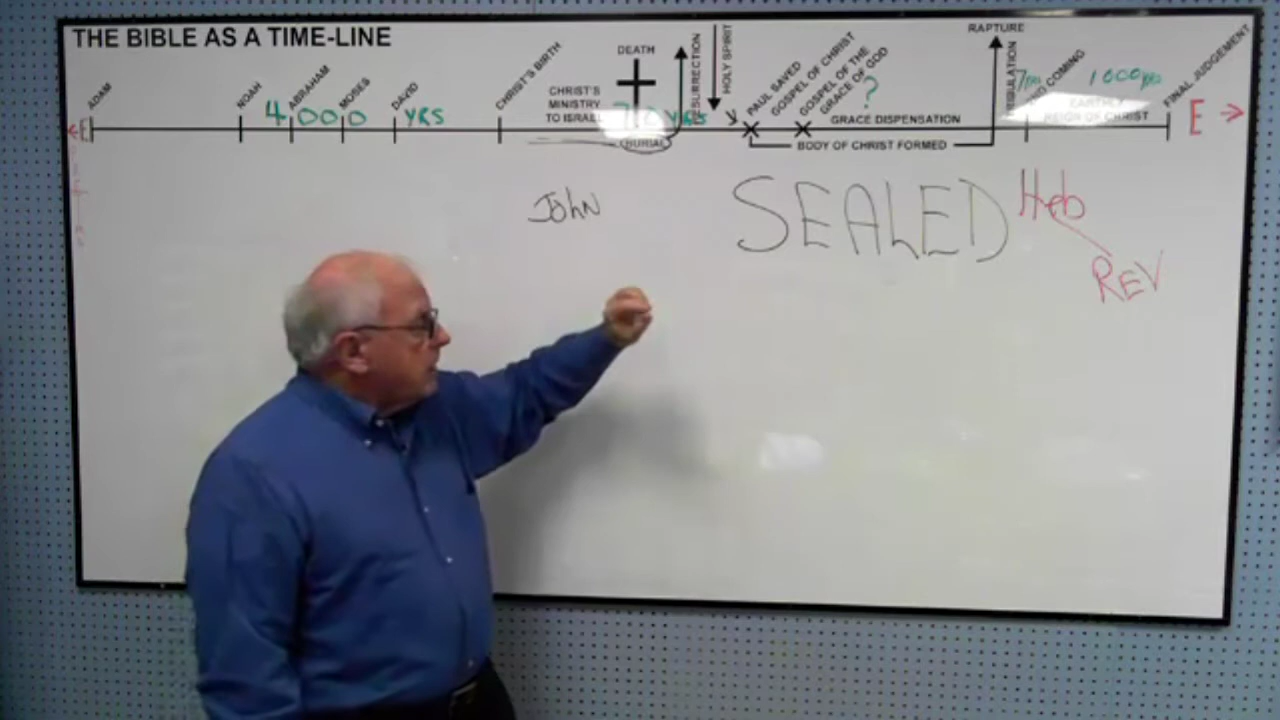 THE BIBLE AS A TIME-LINE
ADAM
NOAH
ABRAHAM
MOSES
DAVID
CHRIST'S BIRTH
CHRIST'S
MINISTRY
TO ISRAEL
DEATH
BURIAL
RESURRECTION
HOLY SPIRIT
PAUL SAVED
GOSPEL OF CHRIST
GOSPEL OF THE
GRACE OF GOD
?
GRACE DISPENSATION
BODY OF CHRIST FORMED
RAPTURE
TRIBULATION
2ND COMING
EARTHLY
REIGN OF CHRIST
FINAL JUDGEMENT
4000 YRS
7 YRS
1000 YRS
E
E
JOHN
SEALED
Heb
REV